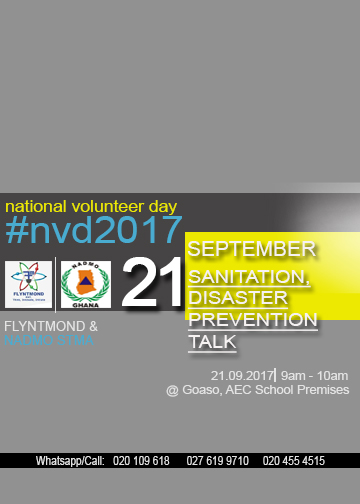 national volunteer day
#nvd2017
21
SEPTEMBER
SANITATION,
DISASTER
PREVENTION
TALK
FLYNTMOND
NADMO
GHANA
FLYNTMOND &
21.09.2017| 9am - 10am
@ Goaso, AEC School Premises
Whatsapp/Call: 020 109 618 027 619 9710 020 455 4515